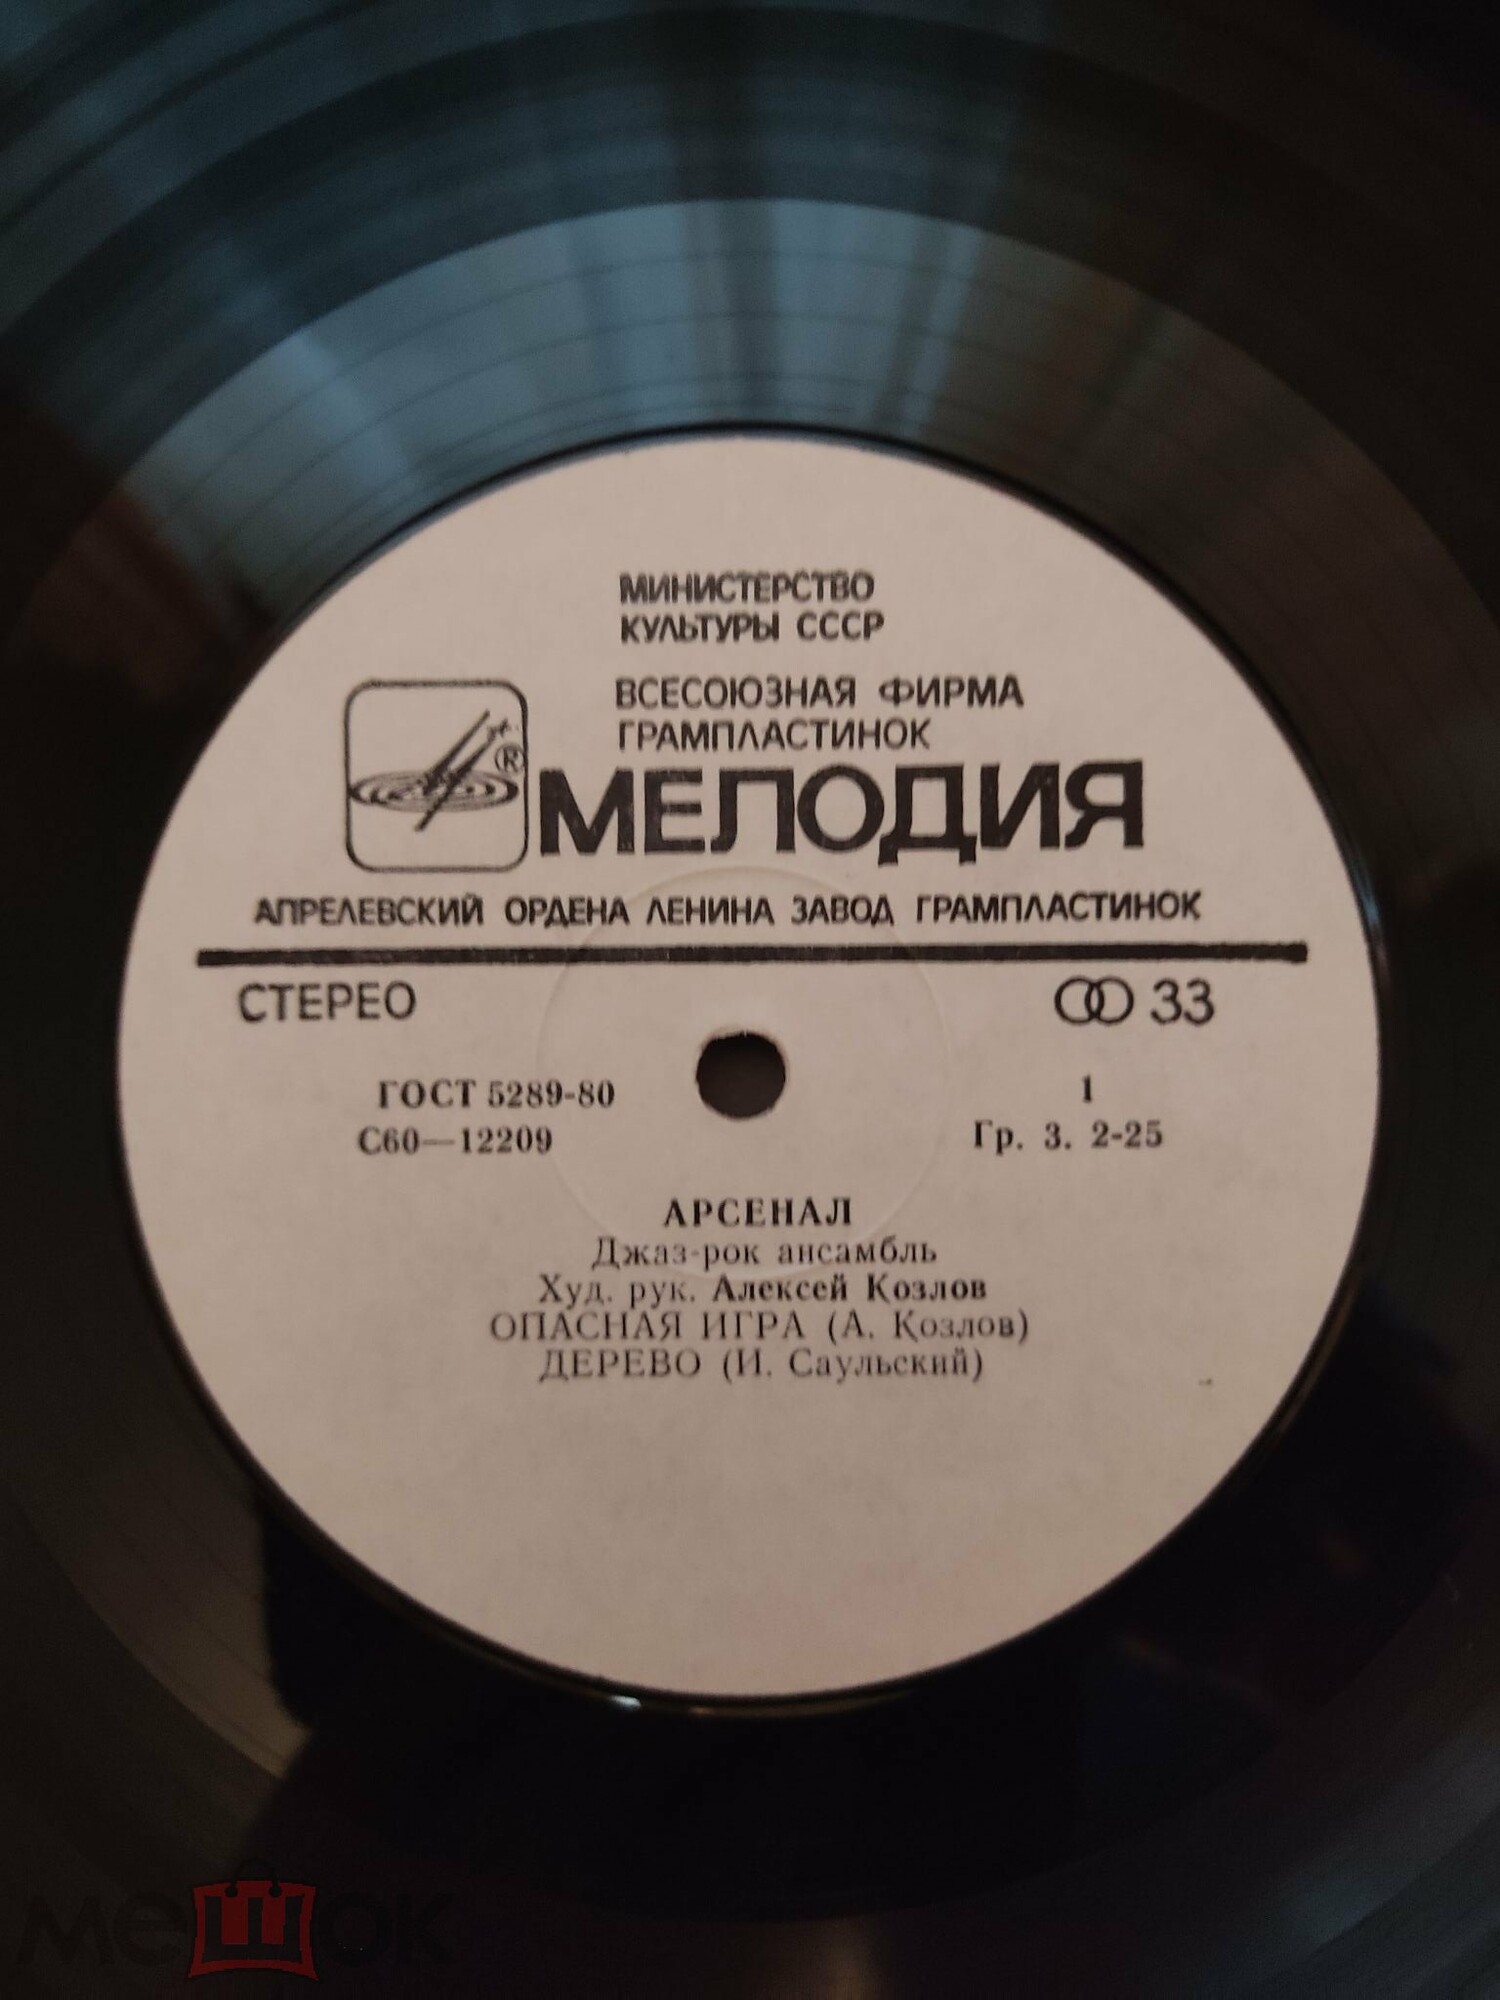 МИНИСТЕРСТВО
КУЛЬТУРЫ СССР
ВСЕСОЮЗНАЯ ФИРМА
ГРАМПЛАСТИНОК
®
МЕЛОДИЯ
АПРЕЛЕВСКИЙ ОРДЕНА ЛЕНИНА ЗАВОД ГРАМПЛАСТИНОК
СТЕРЕО 33
ГОСТ 5289-80 1
С60—12209 Гр. 3. 2-25
АРСЕНАЛ
Джаз-рок ансамбль
Худ. рук. Алексей Козлов
ОПАСНАЯ ИГРА (А. Козлов)
ДЕРЕВО (И. Саульский)
мешок